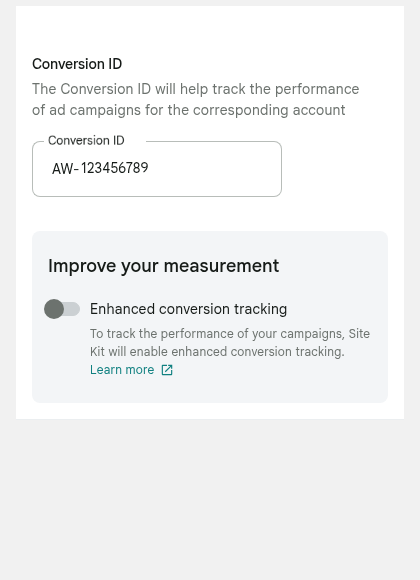 Conversion ID
The Conversion ID will help track the performance
of ad campaigns for the corresponding account
Conversion ID
AW- 123456789
Improve your measurement
Enhanced conversion tracking
To track the performance of your campaigns, Site
Kit will enable enhanced conversion tracking.
Learn more